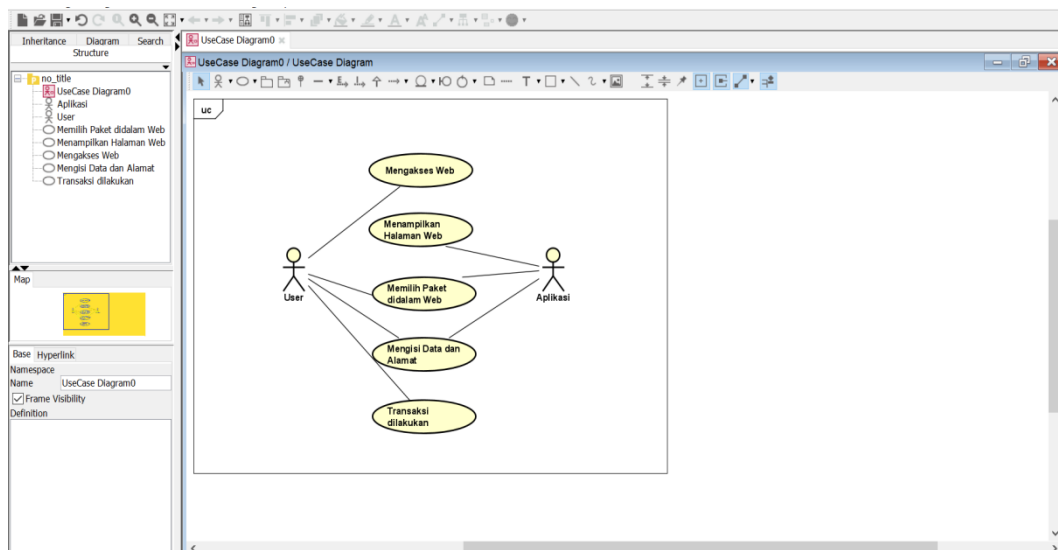 UseCase Diagram0
Inheritance Diagram Search
Structure
UseCase Diagram0 / UseCase Diagram
no_title
UseCase Diagram0
Aplikasi
User
Memilih Paket didalam Web
Menampilkan Halaman Web
Mengakses Web
Mengisi Data dan Alamat
Transaksi dilakukan
Map
Base Hyperlink
Namespace
Name UseCase Diagram0
Frame Visibility
Definition
uc
Mengakses Web
Menampilkan
Halaman Web
User
Aplikasi
Memilih Paket
didalam Web
Mengisi Data dan
Alamat
Transaksi
dilakukan